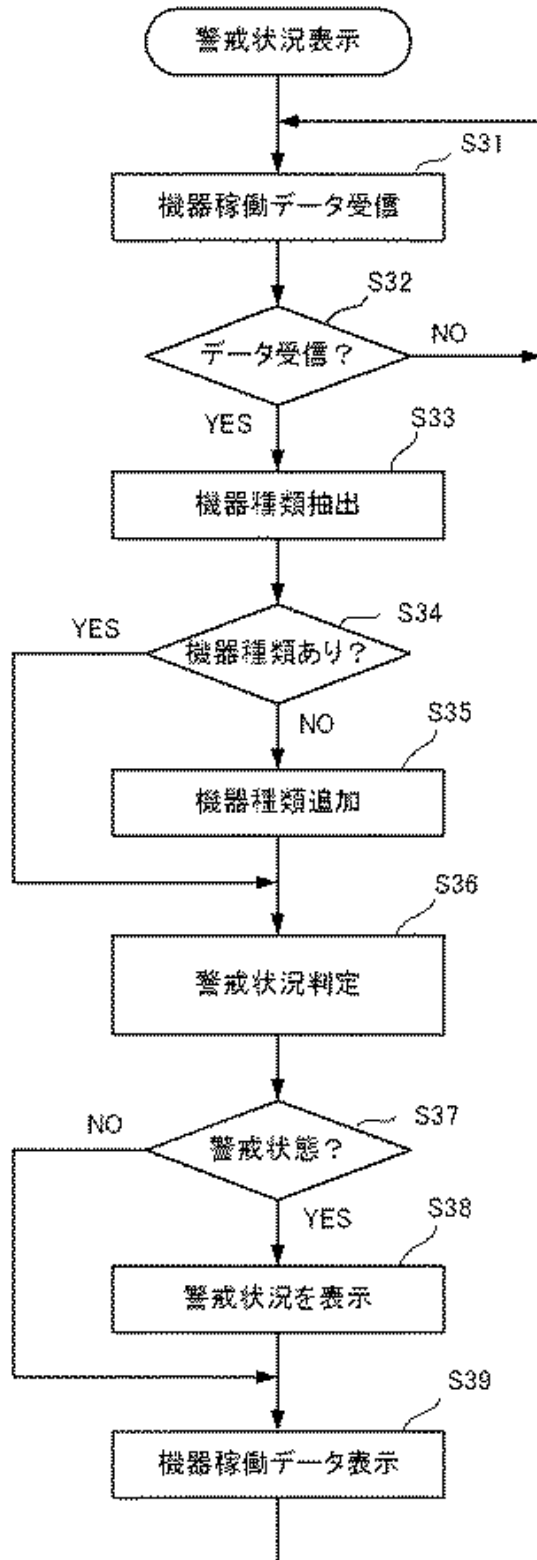 警戒状況表示
S31
機器稼働データ受信
S32
データ受信？
NO
YES
S33
機器種類抽出
S34
YES
機器種類あり？
NO
S35
機器種類追加
S36
警戒状況判定
S37
NO
警戒状態？
YES
S38
警戒状況を表示
S39
機器稼働データ表示